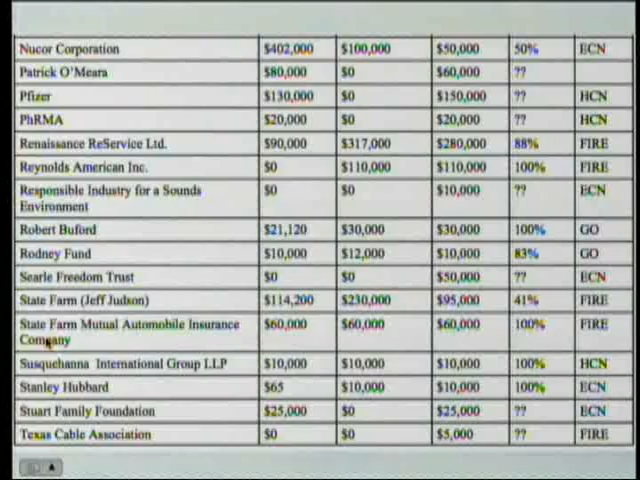 Nucor Corporation $402,000 $100,000 $50,000 50% ECN
Patrick O'Meara $80,000 $0 $60,000 ??
Pfizer $130,000 $0 $150,000 ?? HCN
PhRMA $20,000 $0 $20,000 ?? HCN
Renaissance ReService Ltd. $90,000 $317,000 $280,000 88% FIRE
Reynolds American Inc. $0 $110,000 $110,000 100% FIRE
Responsible Industry for a Sounds $0 $0 $10,000 ?? ECN
Environment
Robert Buford $21,120 $30,000 $30,000 100% GO
Rodney Fund $10,000 $12,000 $10,000 83% GO
Searle Freedom Trust $0 $0 $50,000 ?? ECN
State Farm (Jeff Judson) $114,200 $230,000 $95,000 41% FIRE
State Farm Mutual Automobile Insurance $60,000 $60,000 $60,000 100% FIRE
Company
Susquehanna International Group LLP $10,000 $10,000 $10,000 100% HCN
Stanley Hubbard $65 $10,000 $10,000 100% ECN
Stuart Family Foundation $25,000 $0 $25,000 ?? ECN
Texas Cable Association $0 $0 $5,000 ?? FIRE